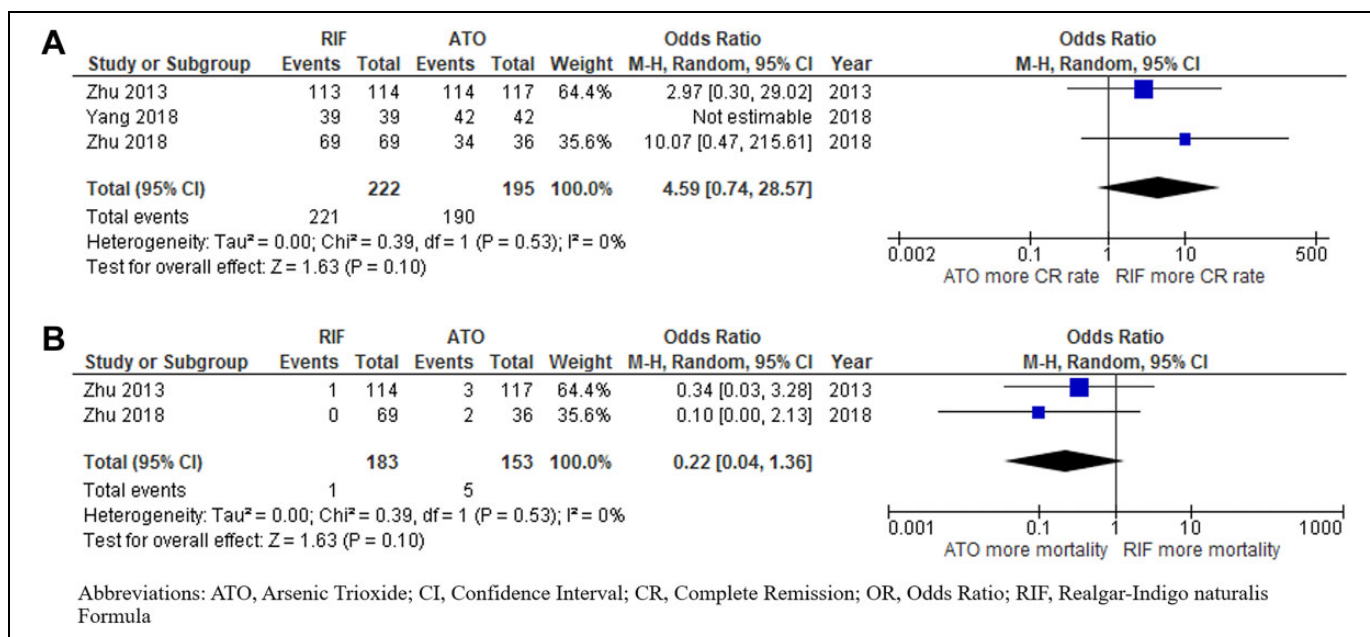 A
RIF ATO Odds Ratio Odds Ratio
Study or Subgroup Events Total Events Total Weight M-H, Random, 95% CI Year M-H, Random, 95% CI
Zhu 2013 113 114 114 117 64.4% 2.97 [0.30, 29.02] 2013
Yang 2018 39 39 42 42 Not estimable 2018
Zhu 2018 69 69 34 36 35.6% 10.07 [0.47, 215.61] 2018
Total (95% CI) 222 195 100.0% 4.59 [0.74, 28.57]
Total events 221 190
Heterogeneity: Tau² = 0.00; Chi² = 0.39, df = 1 (P = 0.53); I² = 0%
Test for overall effect: Z = 1.63 (P = 0.10)
0.002 0.1 1 10 500
ATO more CR rate RIF more CR rate
B
RIF ATO Odds Ratio Odds Ratio
Study or Subgroup Events Total Events Total Weight M-H, Random, 95% CI Year M-H, Random, 95% CI
Zhu 2013 1 114 3 117 64.4% 0.34 [0.03, 3.28] 2013
Zhu 2018 0 69 2 36 35.6% 0.10 [0.00, 2.13] 2018
Total (95% CI) 183 153 100.0% 0.22 [0.04, 1.36]
Total events 1 5
Heterogeneity: Tau² = 0.00; Chi² = 0.39, df = 1 (P = 0.53); I² = 0%
Test for overall effect: Z = 1.63 (P = 0.10)
0.001 0.1 1 10 1000
ATO more mortality RIF more mortality
Abbreviations: ATO, Arsenic Trioxide; CI, Confidence Interval; CR, Complete Remission; OR, Odds Ratio; RIF, Realgar-Indigo naturalis
Formula